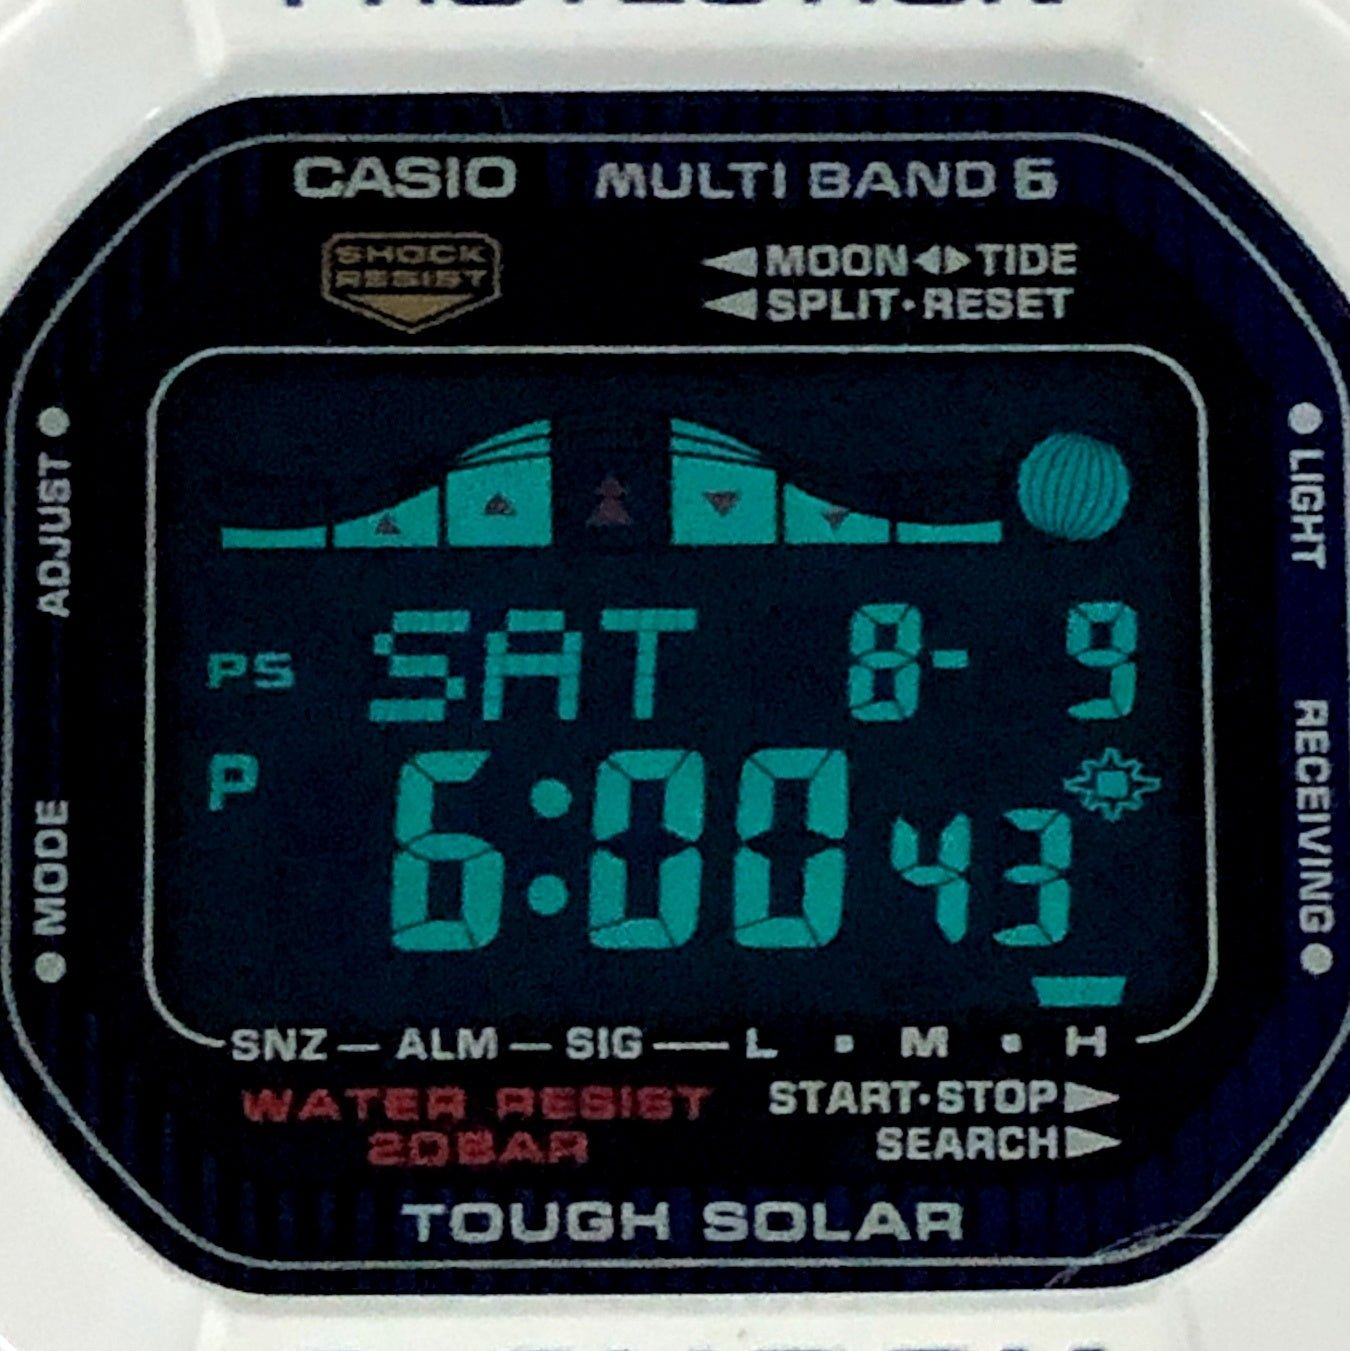 PROTECTION
CASIO MULTI BAND 6
SHOCK
RESIST
MOON TIDE
SPLIT·RESET
ADJUST
LIGHT
PS SAT 8- 9
P 6:00 43
MODE
RECEIVING
SNZ — ALM — SIG — L · M · H
WATER RESIST
20BAR
START·STOP
SEARCH
TOUGH SOLAR